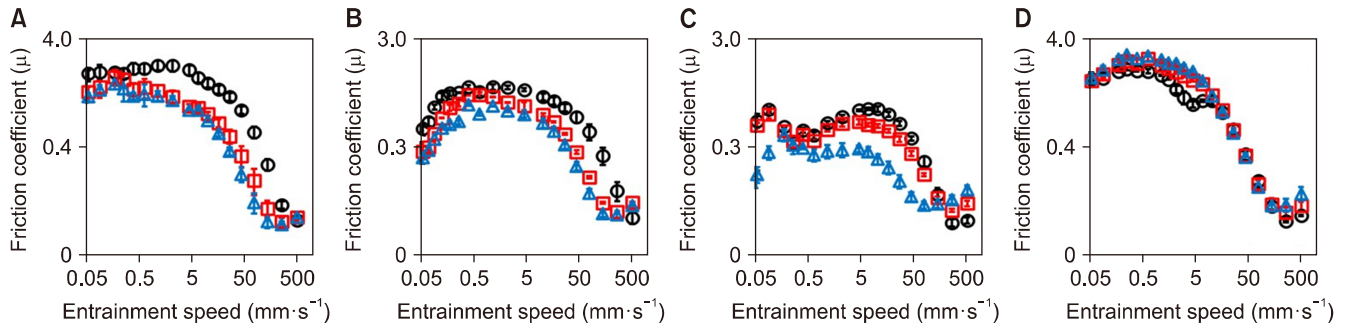 A
Friction coefficient (μ)
4.0
0.4
0
0.05 0.5 5 50 500
Entrainment speed (mm·s⁻¹)
B
Friction coefficient (μ)
3.0
0.3
0
0.05 0.5 5 50 500
Entrainment speed (mm·s⁻¹)
C
Friction coefficient (μ)
3.0
0.3
0
0.05 0.5 5 50 500
Entrainment speed (mm·s⁻¹)
D
Friction coefficient (μ)
4.0
0.4
0
0.05 0.5 5 50 500
Entrainment speed (mm·s⁻¹)